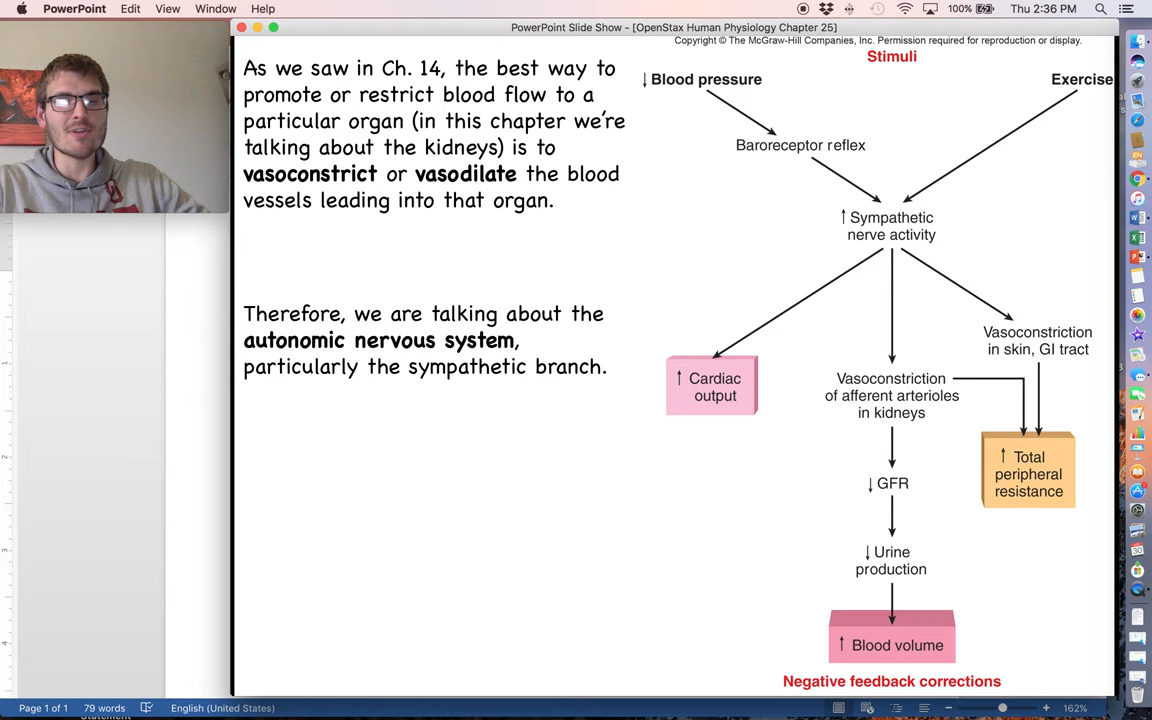 PowerPoint Edit View Window Help
100% Thu 2:36 PM
PowerPoint Slide Show - [OpenStax Human Physiology Chapter 25]
Copyright © The McGraw-Hill Companies, Inc. Permission required for reproduction or display.
As we saw in Ch. 14, the best way to
promote or restrict blood flow to a
particular organ (in this chapter we're
talking about the kidneys) is to
vasoconstrict or vasodilate the blood
vessels leading into that organ.
Therefore, we are talking about the
autonomic nervous system,
particularly the sympathetic branch.
Stimuli
↓ Blood pressure
Exercise
Baroreceptor reflex
↑ Sympathetic
nerve activity
Vasoconstriction
in skin, GI tract
↑ Cardiac
output
Vasoconstriction
of afferent arterioles
in kidneys
↑ Total
peripheral
resistance
↓ GFR
↓ Urine
production
↑ Blood volume
Negative feedback corrections
2
3
4
Page 1 of 1 79 words English (United States) 162%